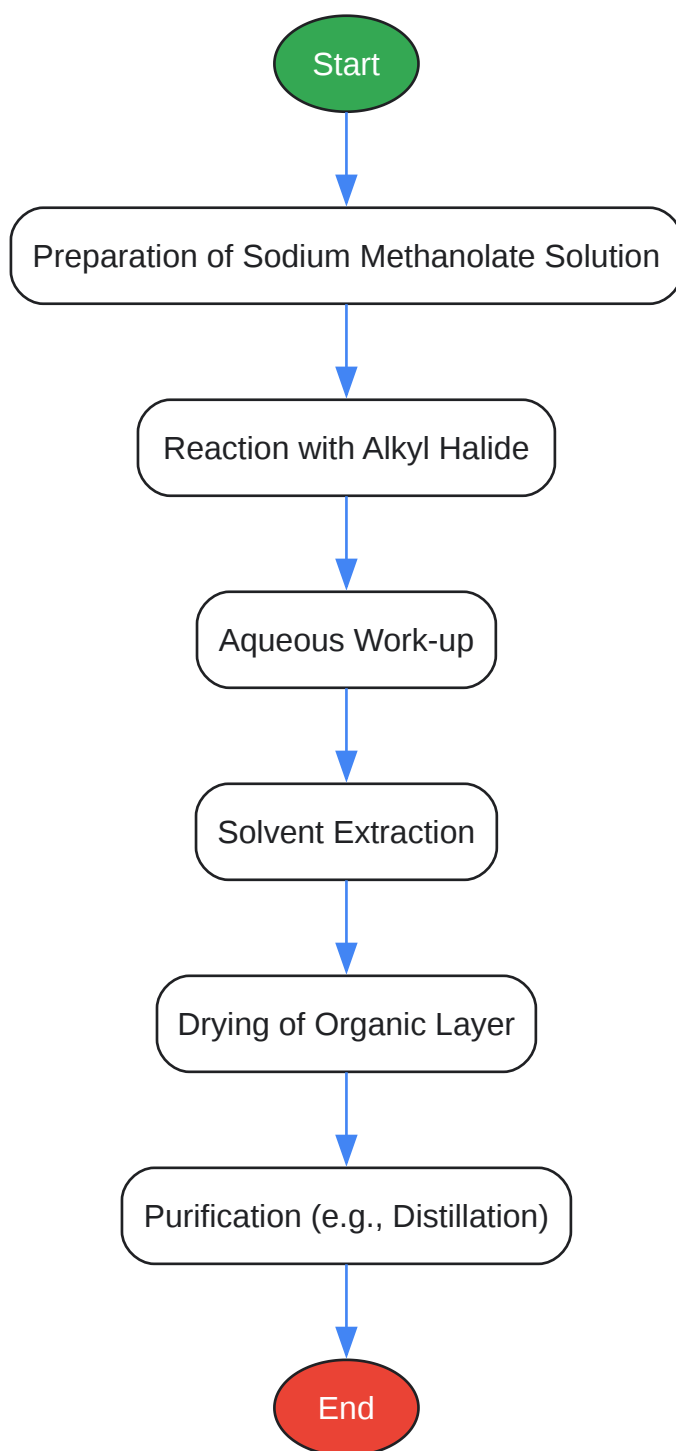 Start
Preparation of Sodium Methanolate Solution
Reaction with Alkyl Halide
Aqueous Work-up
Solvent Extraction
Drying of Organic Layer
Purification (e.g., Distillation)
End